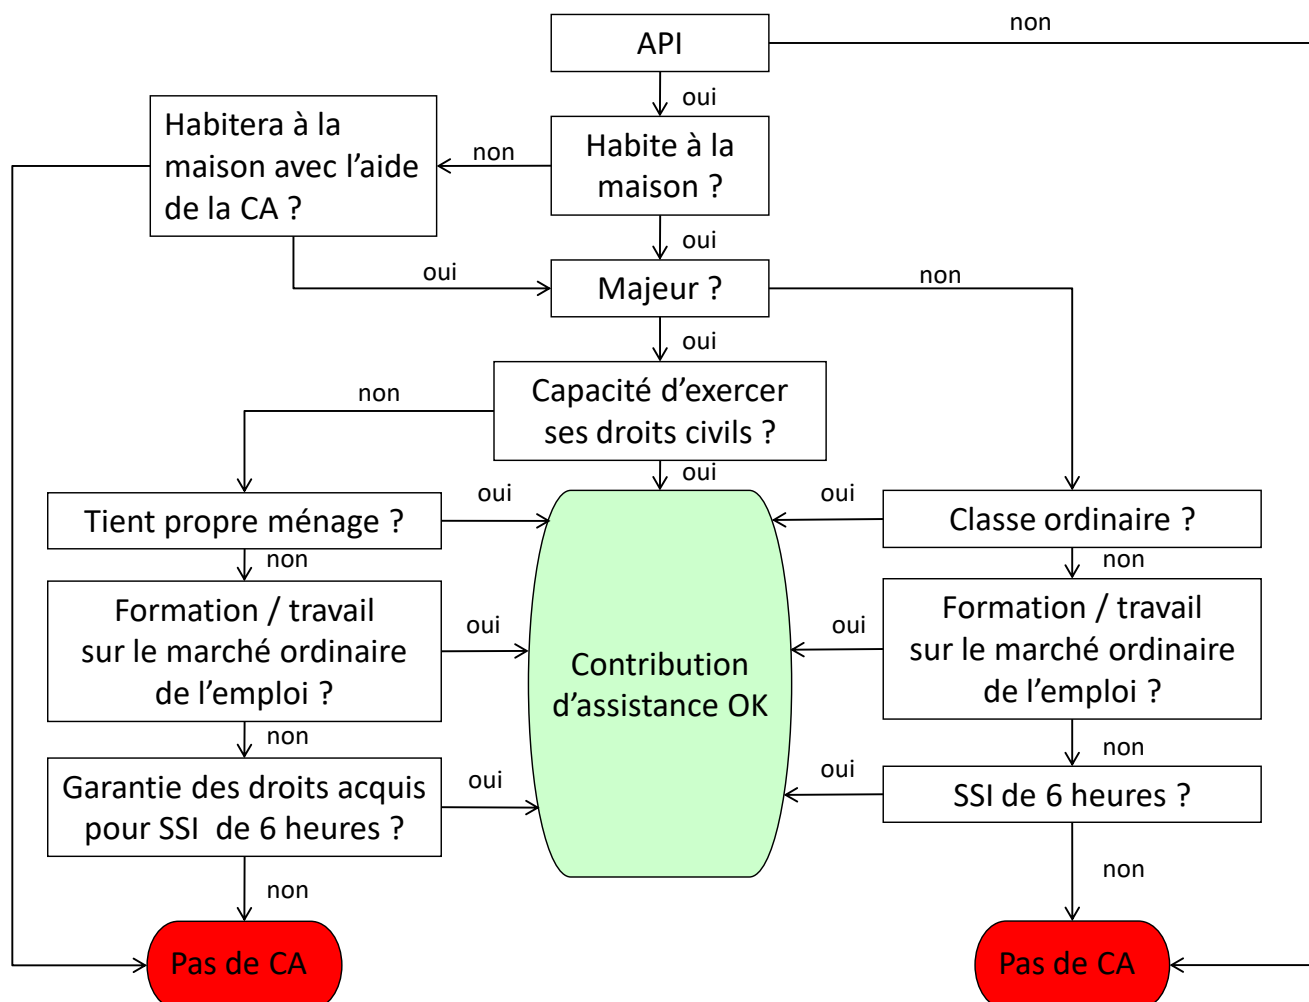 API
non
oui
Habitera à la
maison avec l’aide
de la CA ?
non
Habite à la
maison ?
oui
oui
Majeur ?
non
oui
non
Capacité d’exercer
ses droits civils ?
oui
Tient propre ménage ?
oui
oui
Classe ordinaire ?
non
non
Formation / travail
sur le marché ordinaire
de l’emploi ?
oui
Contribution
d’assistance OK
oui
Formation / travail
sur le marché ordinaire
de l’emploi ?
non
non
Garantie des droits acquis
pour SSI  de 6 heures ?
oui
oui
SSI de 6 heures ?
non
non
Pas de CA
Pas de CA